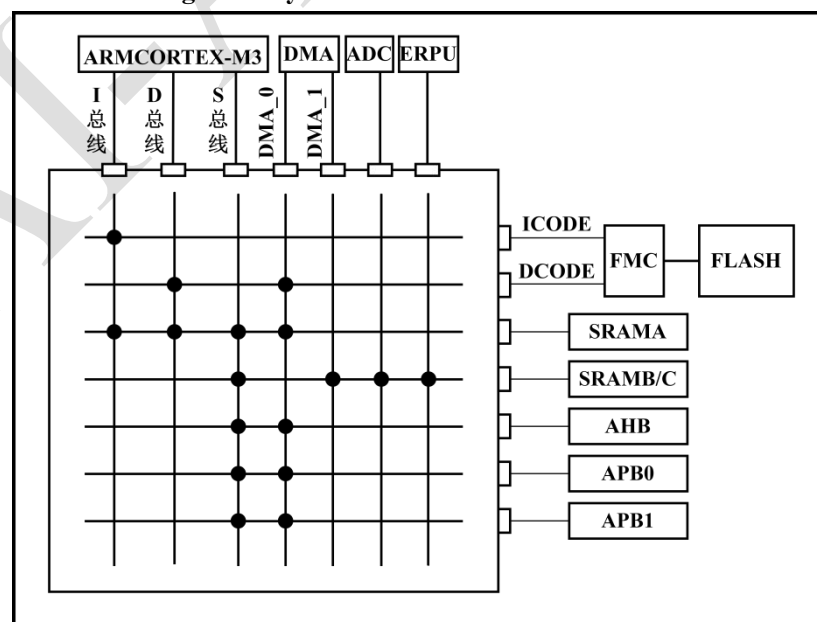 ARMCORTEX-M3 DMA ADC ERPU
I
总
线
D
总
线
S
总
线
DMA_0
DMA_1
ICODE
DCODE
FMC
FLASH
SRAMA
SRAMB/C
AHB
APB0
APB1